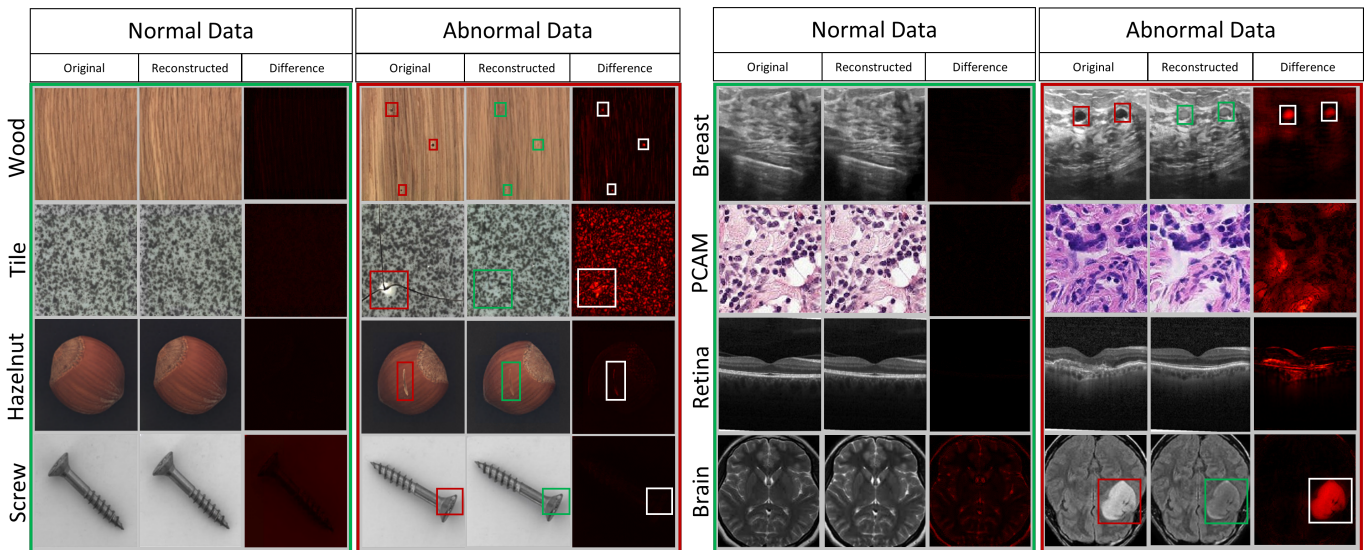 Normal Data
Abnormal Data
Normal Data
Abnormal Data
Original Reconstructed Difference Original Reconstructed Difference Original Reconstructed Difference Original Reconstructed Difference
Wood
Tile
Hazelnut
Screw
Breast
PCAM
Retina
Brain